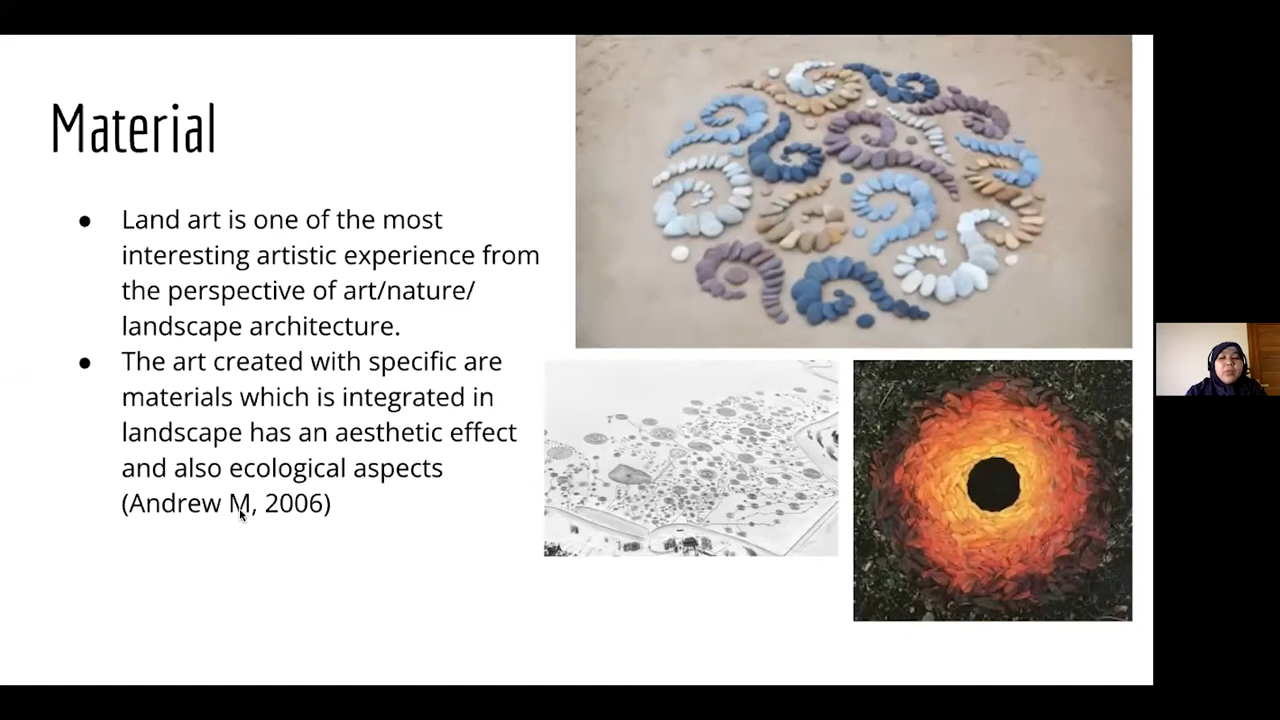 Material
● Land art is one of the most
interesting artistic experience from
the perspective of art/nature/
landscape architecture.
● The art created with specific are
materials which is integrated in
landscape has an aesthetic effect
and also ecological aspects
(Andrew M, 2006)